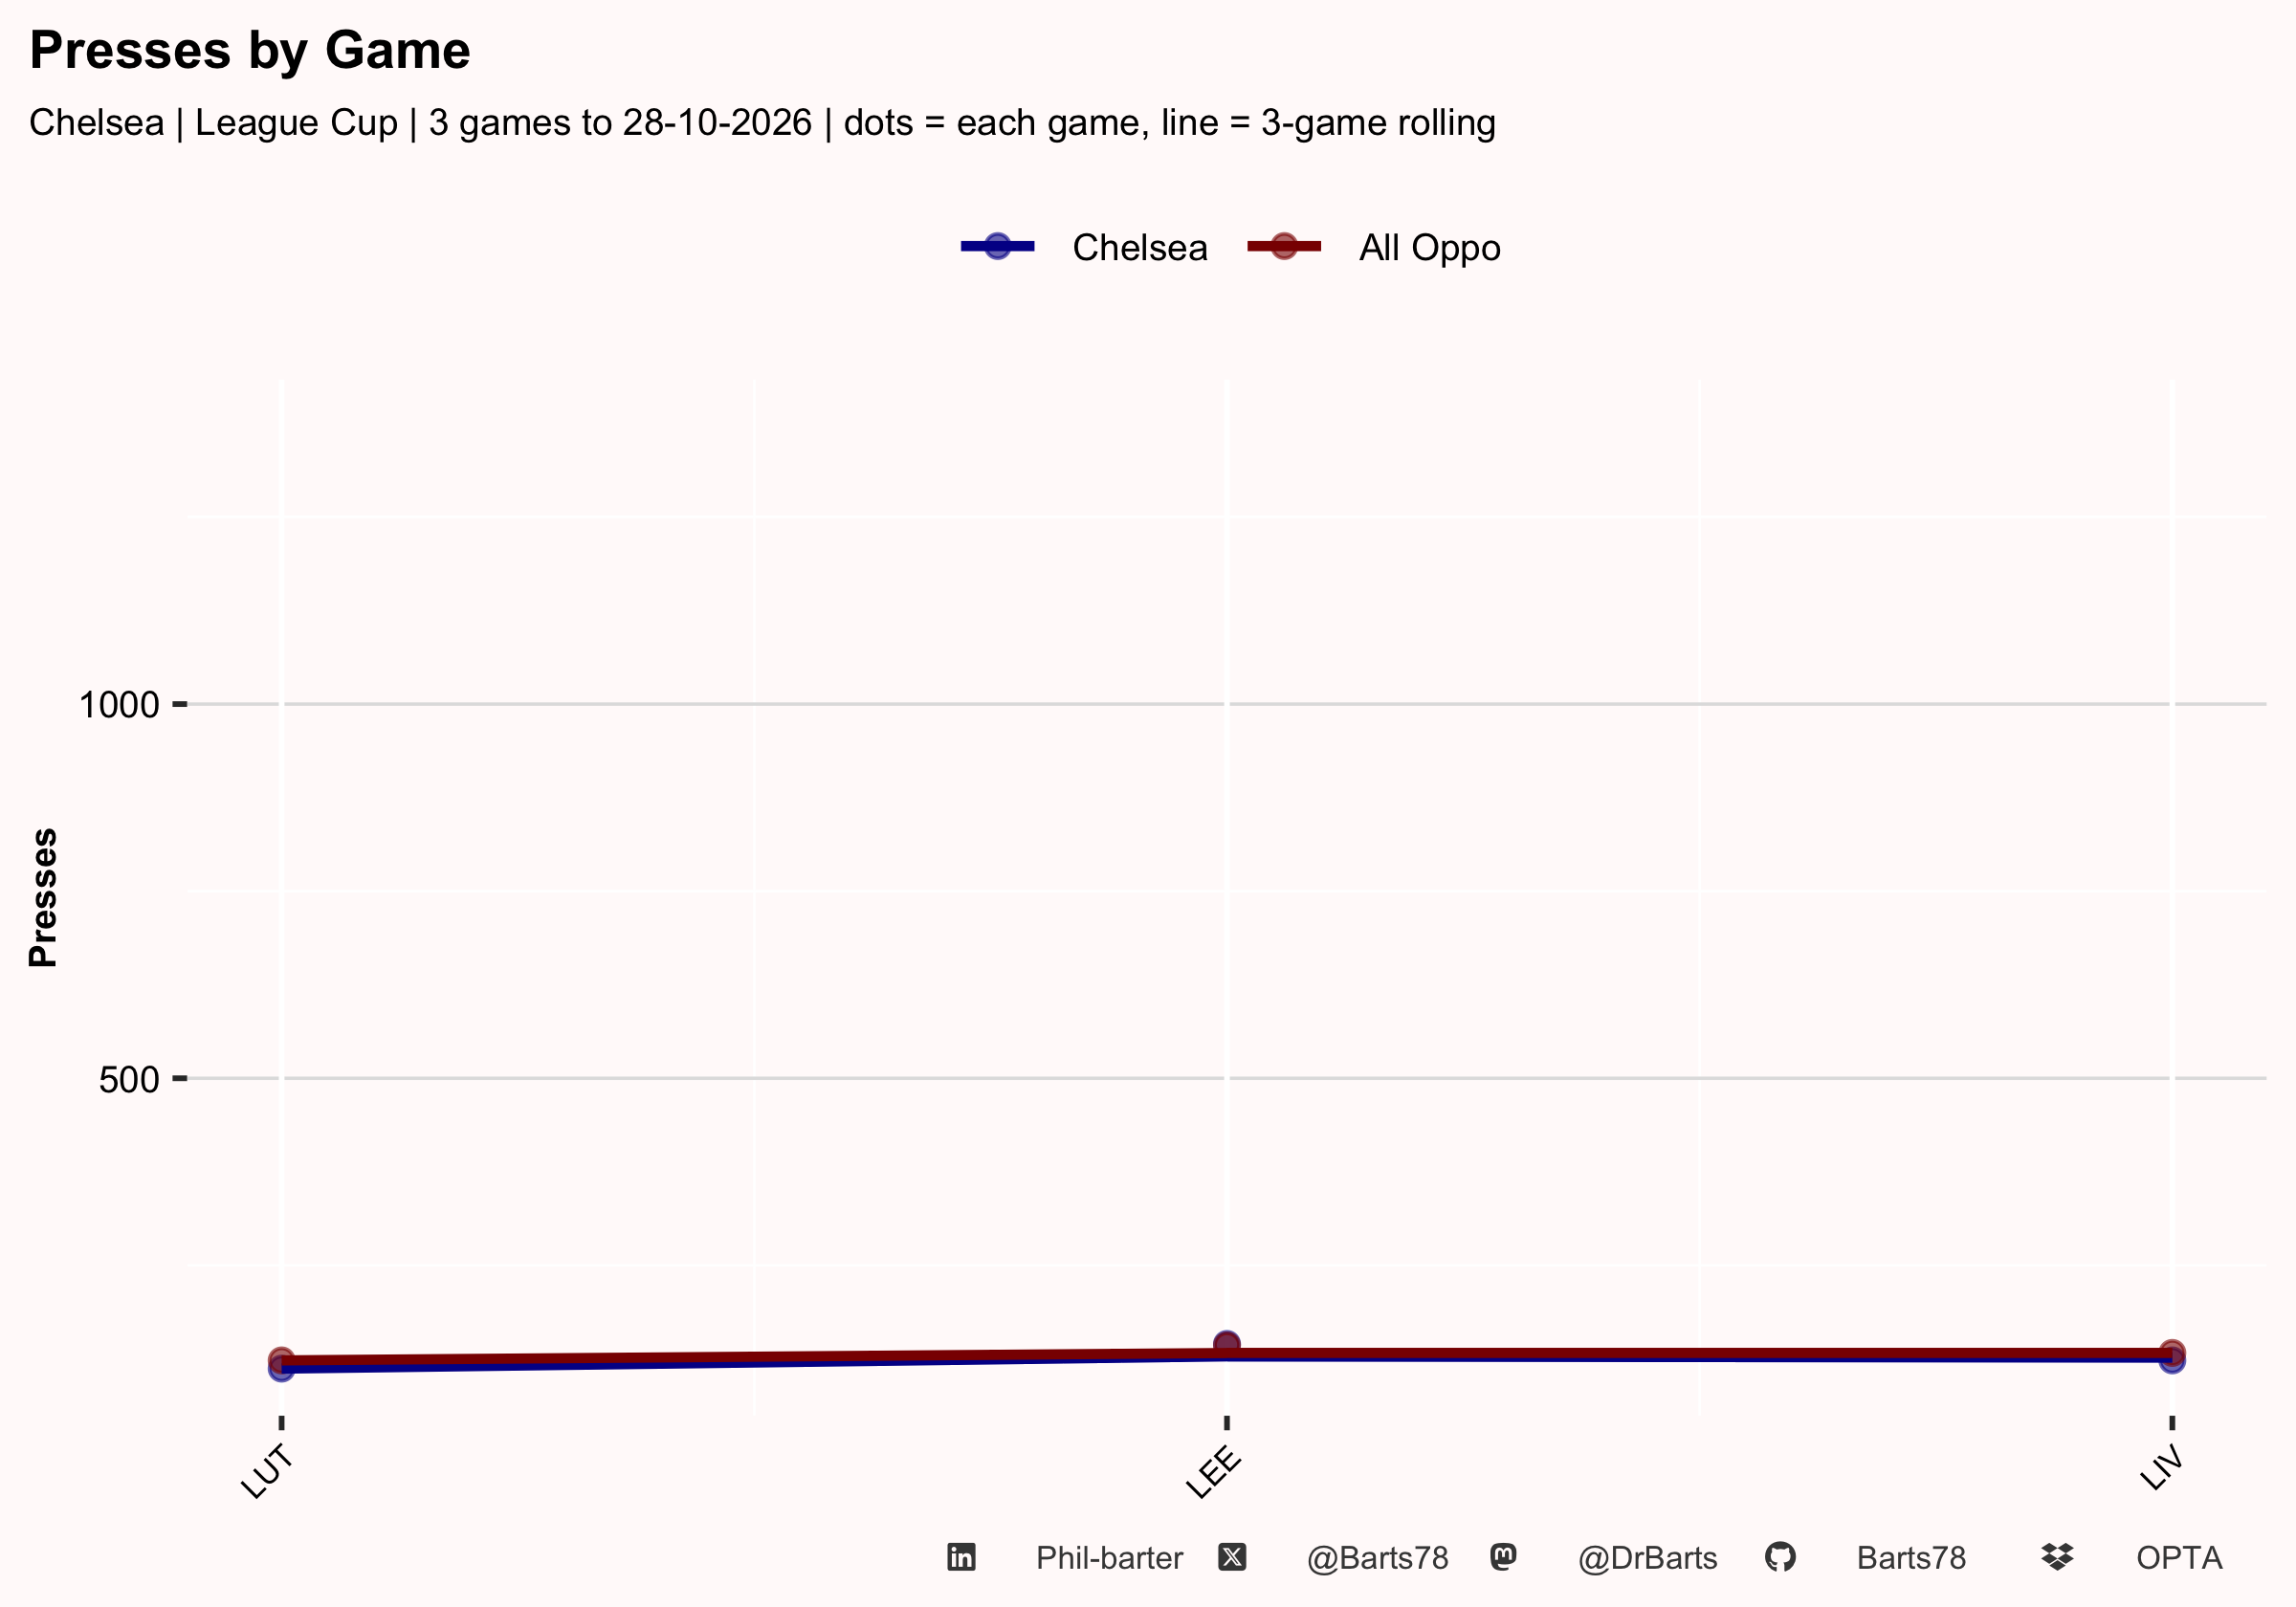 Presses by Game
Chelsea | League Cup | 3 games to 28-10-2026 | dots = each game, line = 3-game rolling
Chelsea All Oppo
1000
500
Presses
LUT LEE LIV
Phil-barter @Barts78 @DrBarts Barts78 OPTA